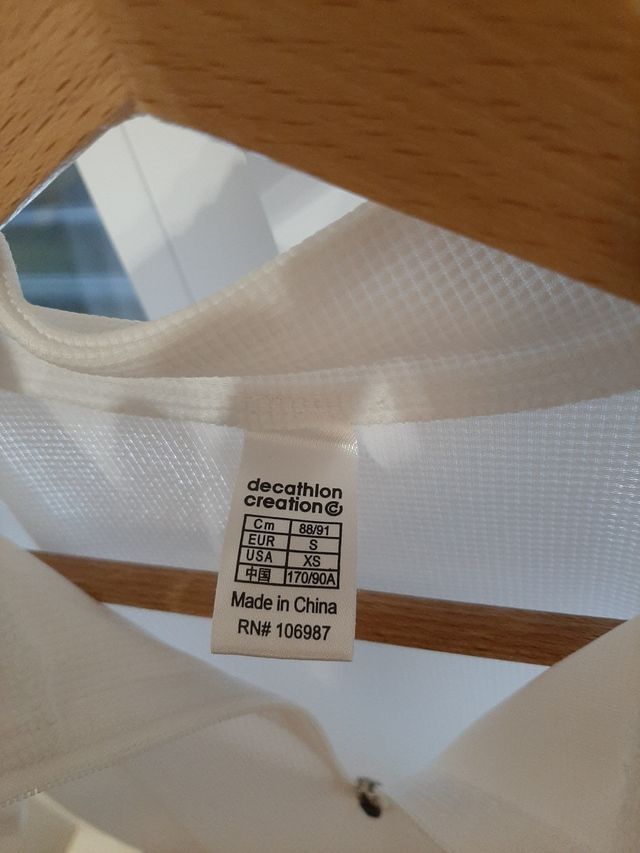 decathlon
creation
Cm 88/91
EUR S
USA XS
中国 170/90A
Made in China
RN# 106987